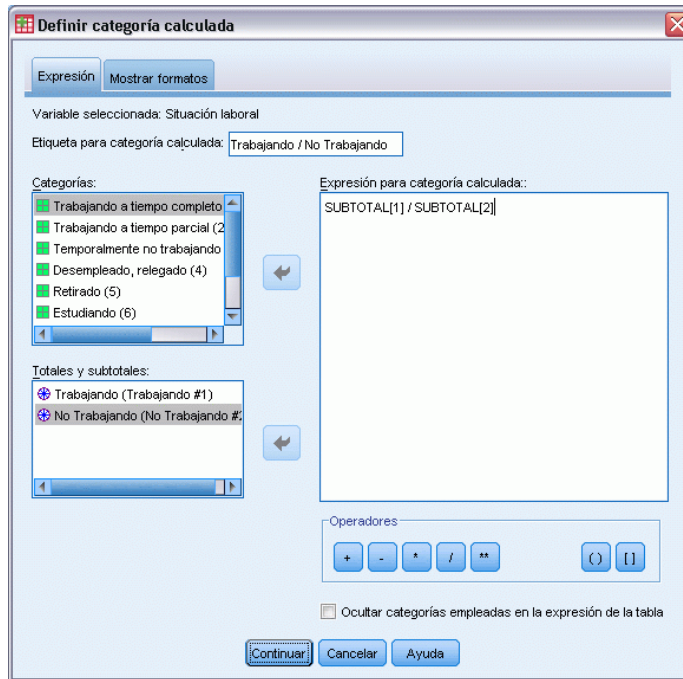 Definir categoría calculada
Expresión
Mostrar formatos
Variable seleccionada: Situación laboral
Etiqueta para categoría calculada: Trabajando / No Trabajando
Categorías:
Trabajando a tiempo completo
Trabajando a tiempo parcial (2
Temporalmente no trabajando
Desempleado, relegado (4)
Retirado (5)
Estudiando (6)
Totales y subtotales:
Trabajando (Trabajando #1)
No Trabajando (No Trabajando #2
Expresión para categoría calculada::
SUBTOTAL[1] / SUBTOTAL[2]
Operadores
+ - * / ** ( ) [ ]
Ocultar categorías empleadas en la expresión de la tabla
Continuar Cancelar Ayuda